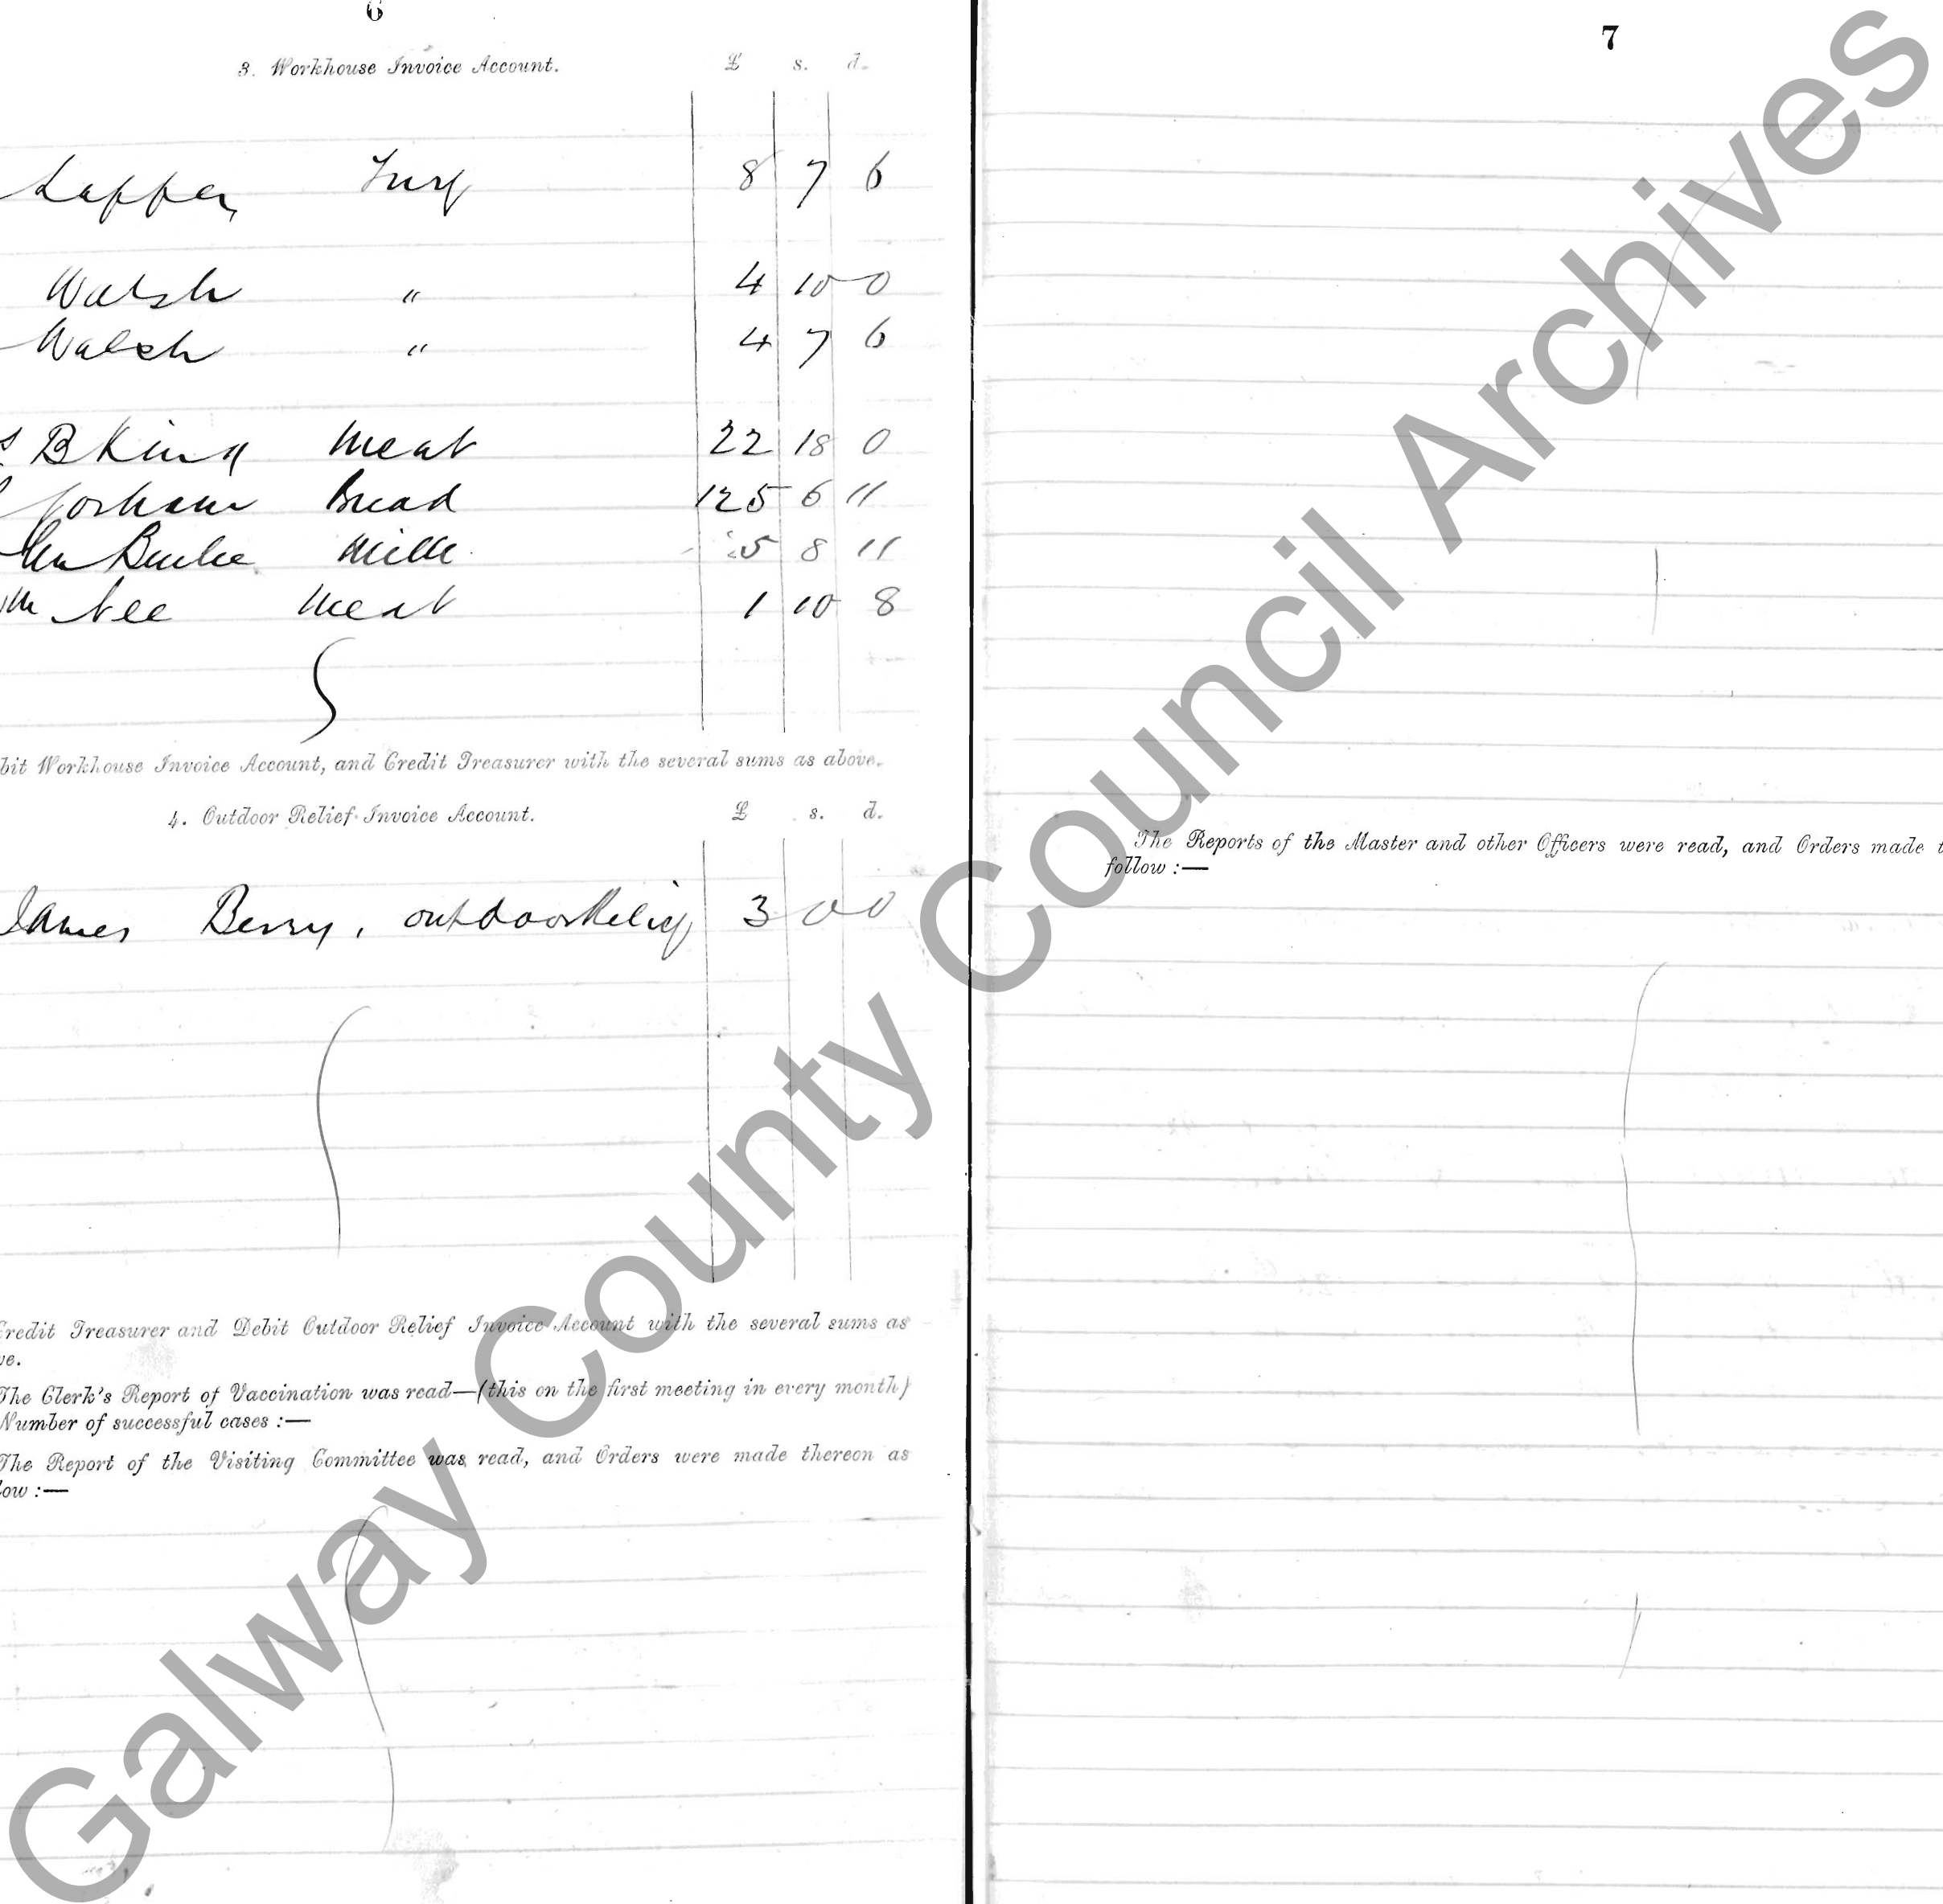 6
3. Workhouse Invoice Account. £ s. d.
Lappen Turf 8 7 6
Walsh " 4 10 0
Walsh " 4 7 6
B King Meat 22 18 0
Gorham Bread 125 6 11
Burke Milk 5 8 11
Nee Meat 1 10 8
bit Workhouse Invoice Account, and Credit Treasurer with the several sums as above.
4. Outdoor Relief Invoice Account. £ s. d.
James Berry, outdoor Relief 3 0 0
Credit Treasurer and Debit Outdoor Relief Invoice Account with the several sums as
ve.
The Clerk's Report of Vaccination was read—(this on the first meeting in every month)
Number of successful cases :—
The Report of the Visiting Committee was read, and Orders were made thereon as
low :—
7
The Reports of the Master and other Officers were read, and Orders made t
follow :—
Galway County Council Archives